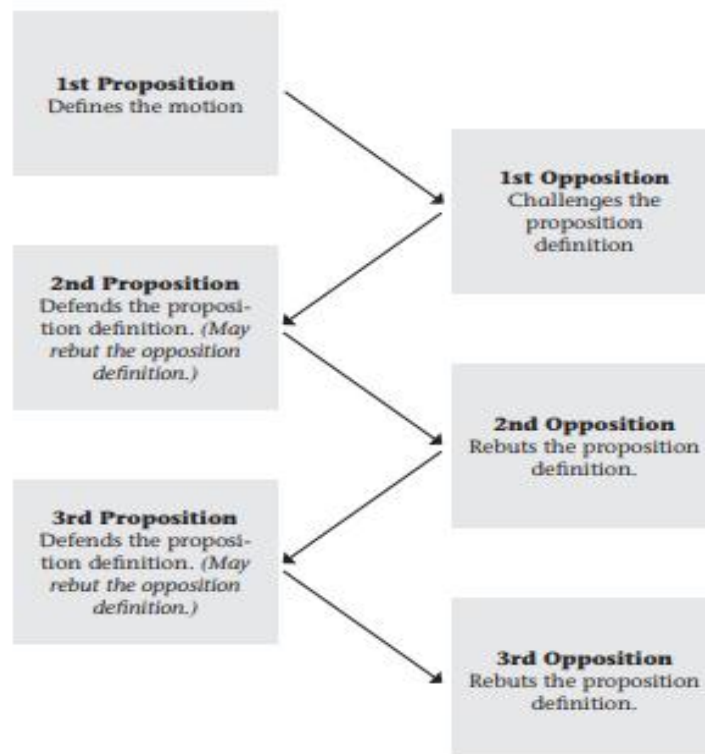 1st Proposition
Defines the motion
1st Opposition
Challenges the
proposition
definition
2nd Proposition
Defends the proposi-
tion definition. (May
rebut the opposition
definition.)
2nd Opposition
Rebuts the proposition
definition.
3rd Proposition
Defends the proposi-
tion definition. (May
rebut the opposition
definition.)
3rd Opposition
Rebuts the proposition
definition.